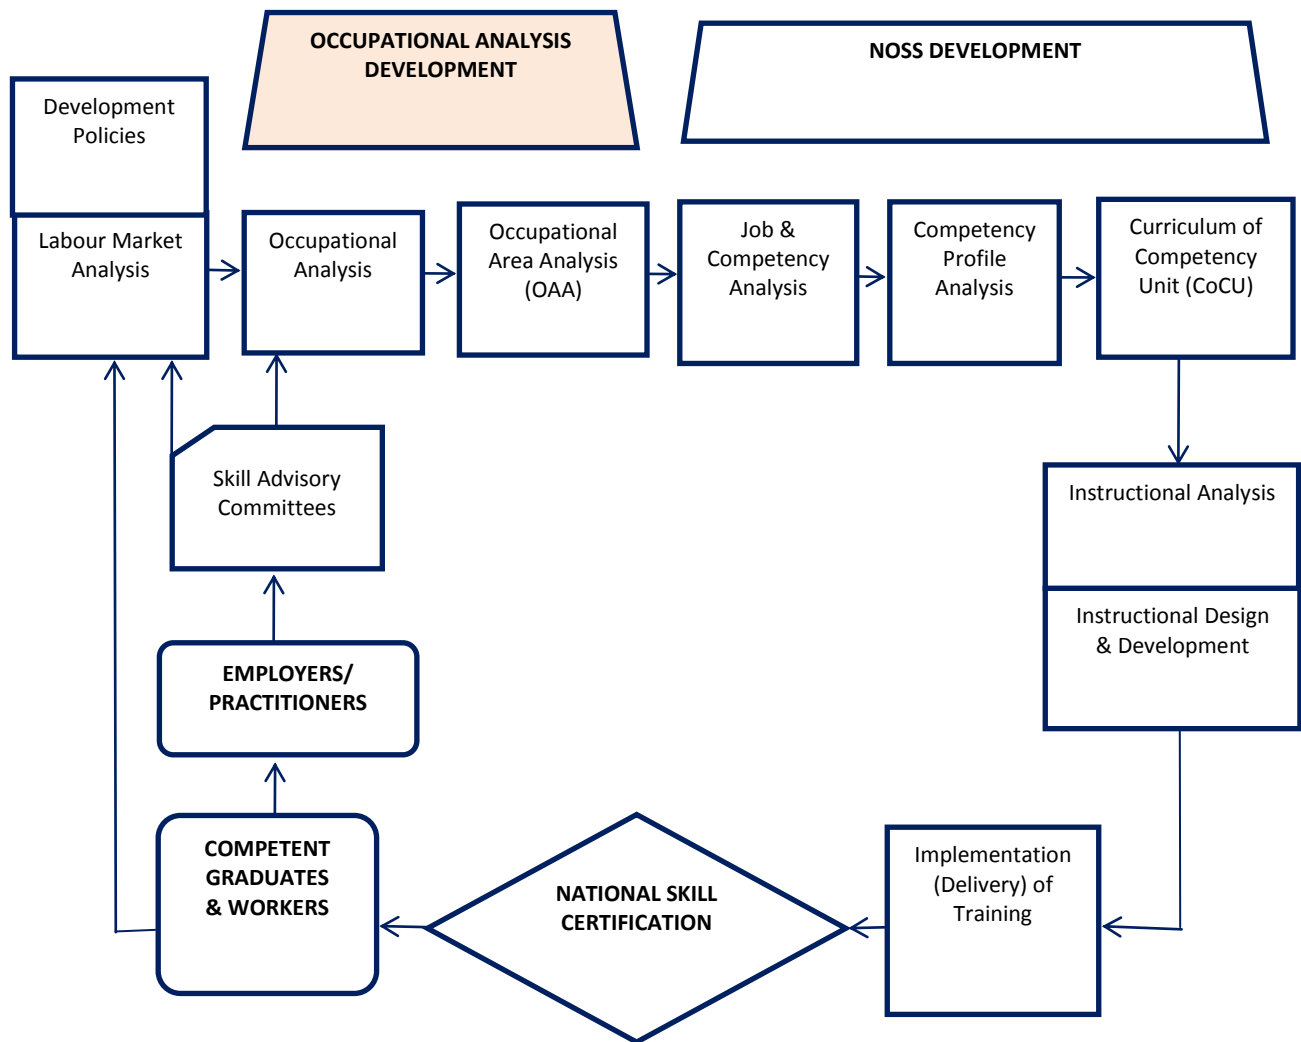 OCCUPATIONAL ANALYSIS
DEVELOPMENT
NOSS DEVELOPMENT
Development
Policies
Labour Market
Analysis
Occupational
Analysis
Occupational
Area Analysis
(OAA)
Job &
Competency
Analysis
Competency
Profile
Analysis
Curriculum of
Competency
Unit (CoCU)
Skill Advisory
Committees
Instructional Analysis
Instructional Design
& Development
EMPLOYERS/
PRACTITIONERS
COMPETENT
GRADUATES
& WORKERS
NATIONAL SKILL
CERTIFICATION
Implementation
(Delivery) of
Training